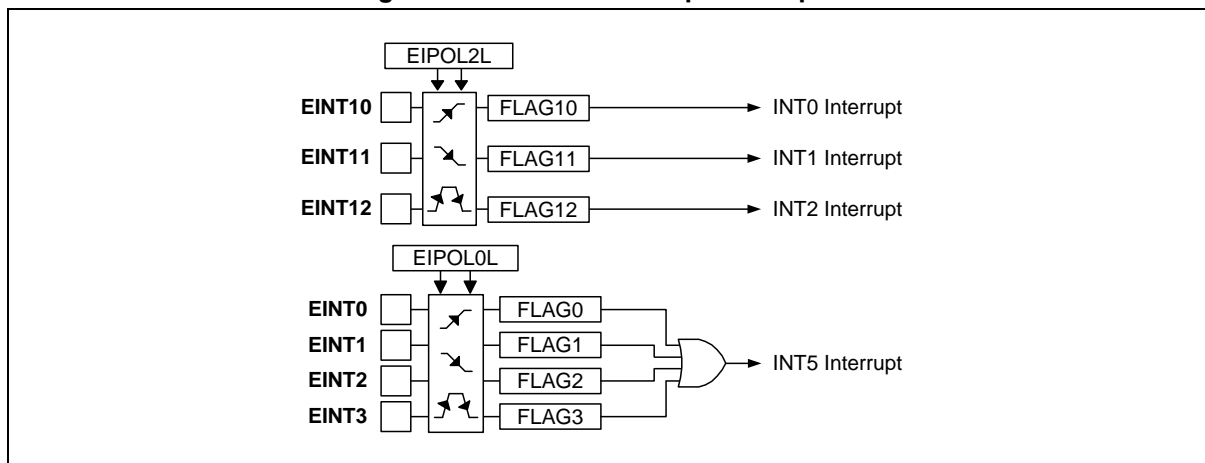 EIPOL2L
EINT10 FLAG10 INT0 Interrupt
EINT11 FLAG11 INT1 Interrupt
EINT12 FLAG12 INT2 Interrupt
EIPOL0L
EINT0 FLAG0
EINT1 FLAG1
INT5 Interrupt
EINT2 FLAG2
EINT3 FLAG3